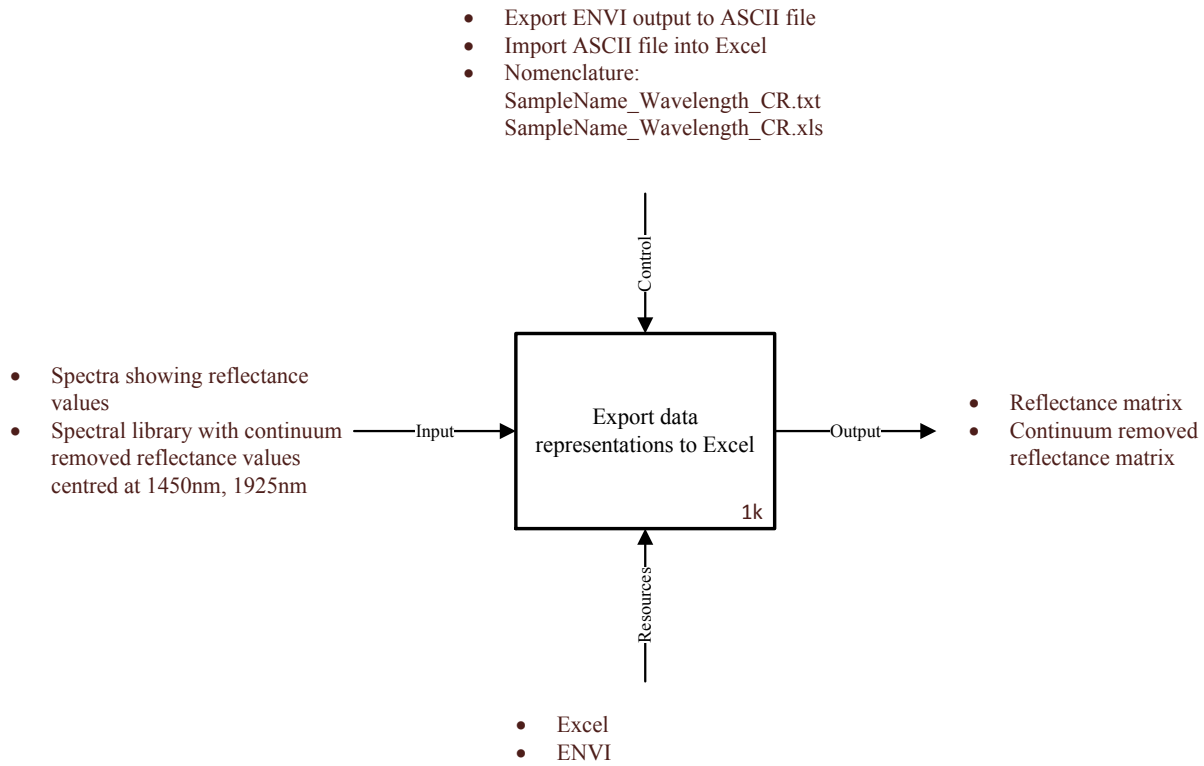 • Export ENVI output to ASCII file
• Import ASCII file into Excel
• Nomenclature:
SampleName_Wavelength_CR.txt
SampleName_Wavelength_CR.xls
Control
• Spectra showing reflectance
values
• Spectral library with continuum
removed reflectance values
centred at 1450nm, 1925nm
Input
Export data
representations to Excel
1k
Output
• Reflectance matrix
• Continuum removed
reflectance matrix
Resources
• Excel
• ENVI